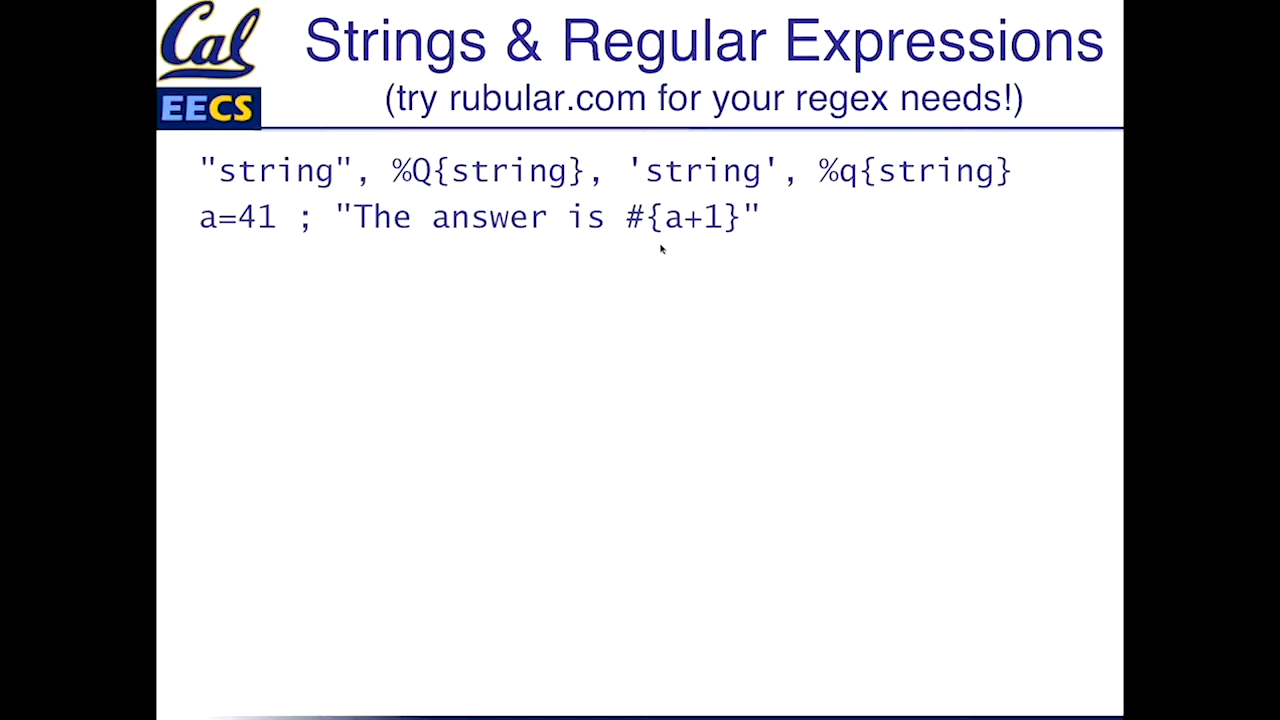 Cal
EECS
Strings & Regular Expressions
(try rubular.com for your regex needs!)
"string", %Q{string}, 'string', %q{string}
a=41 ; "The answer is #{a+1}"